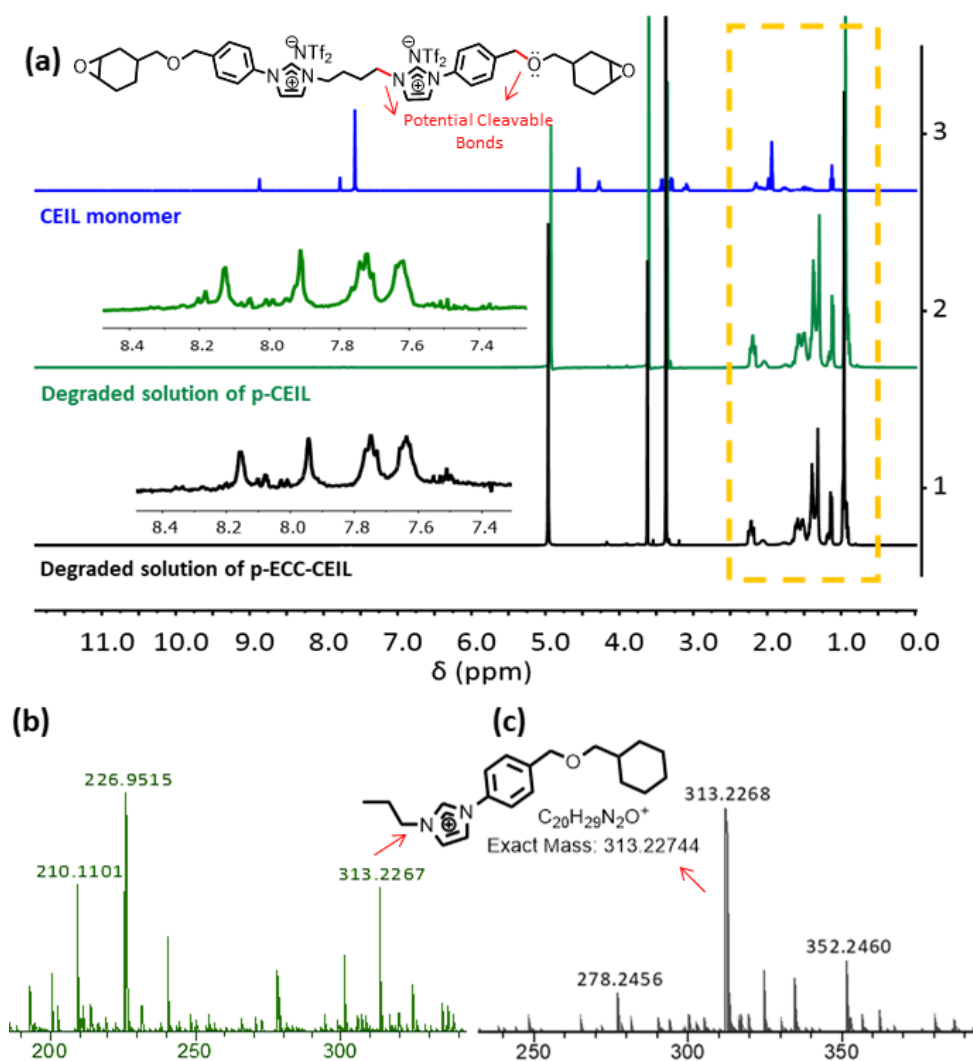 (a)
⊖
NTf2
⊖
NTf2
O
O
N
N
⊕
N
N
⊕
O
O
Potential Cleavable
Bonds
3
CEIL monomer
2
8.4 8.2 8.0 7.8 7.6 7.4
Degraded solution of p-CEIL
1
8.4 8.2 8.0 7.8 7.6 7.4
Degraded solution of p-ECC-CEIL
11.0 10.0 9.0 8.0 7.0 6.0 5.0 4.0 3.0 2.0 1.0 0.0
δ (ppm)
(b)
226.9515
210.1101
313.2267
200 250 300
(c)
O
N
N
⊕
C20H29N2O+
Exact Mass: 313.22744
313.2268
278.2456
352.2460
250 300 350